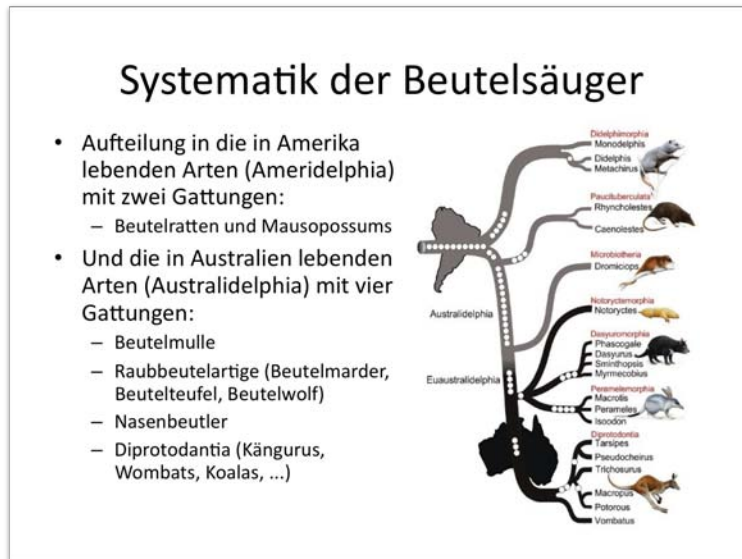 Systematik der Beutelsäuger
• Aufteilung in die in Amerika
lebenden Arten (Ameridelphia)
mit zwei Gattungen:
– Beutelratten und Mausopossums
• Und die in Australien lebenden
Arten (Australidelphia) mit vier
Gattungen:
– Beutelmulle
– Raubbeutelartige (Beutelmarder,
Beutelteufel, Beutelwolf)
– Nasenbeutler
– Diprotodantia (Kängurus,
Wombats, Koalas, ...)
Didelphimorphia
Monodelphis
Didelphis
Metachirus
Paucituberculata
Rhyncholestes
Caenolestes
Microbiotheria
Dromiciops
Australidelphia
Notoryctemorphia
Notoryctes
Dasyuromorphia
Phascogale
Dasyurus
Sminthopsis
Myrmecobius
Euaustralidelphia
Peramelemorphia
Macrotis
Perameles
Isoodon
Diprotodontia
Tarsipes
Pseudocheirus
Trichosurus
Macropus
Potorous
Vombatus